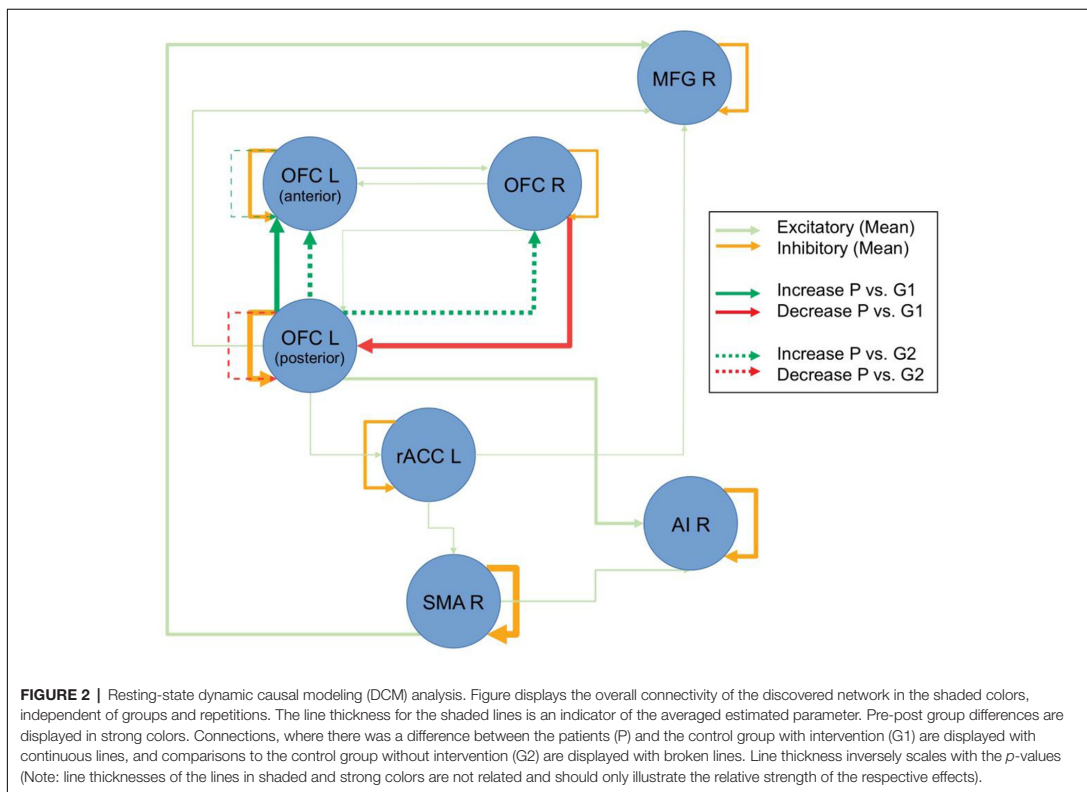 MFG R
OFC L
(anterior)
OFC R
Excitatory (Mean)
Inhibitory (Mean)
Increase P vs. G1
Decrease P vs. G1
Increase P vs. G2
Decrease P vs. G2
OFC L
(posterior)
rACC L
AI R
SMA R
FIGURE 2 | Resting-state dynamic causal modeling (DCM) analysis. Figure displays the overall connectivity of the discovered network in the shaded colors,
independent of groups and repetitions. The line thickness for the shaded lines is an indicator of the averaged estimated parameter. Pre-post group differences are
displayed in strong colors. Connections, where there was a difference between the patients (P) and the control group with intervention (G1) are displayed with
continuous lines, and comparisons to the control group without intervention (G2) are displayed with broken lines. Line thickness inversely scales with the p-values
(Note: line thicknesses of the lines in shaded and strong colors are not related and should only illustrate the relative strength of the respective effects).